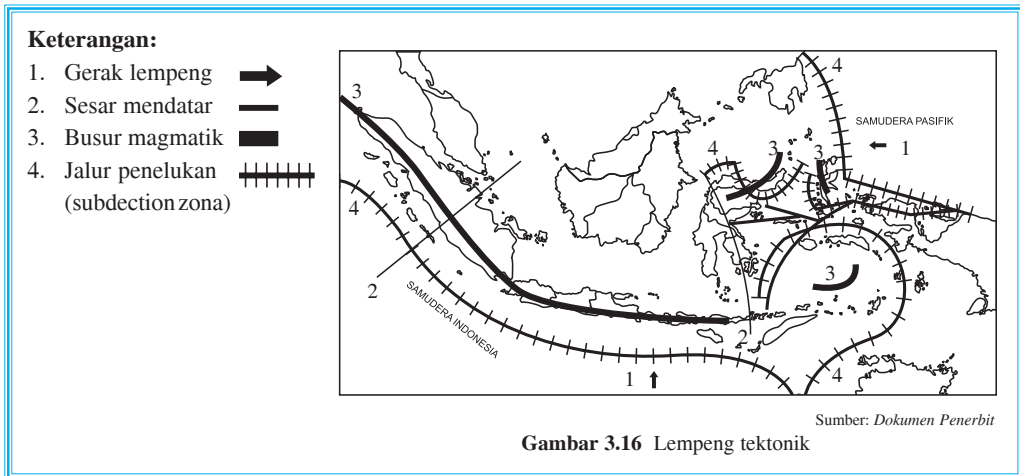 Keterangan:
1. Gerak lempeng
2. Sesar mendatar
3. Busur magmatik
4. Jalur penelukan
(subdection zona)
3
4
SAMUDERA PASIFIK
1
4
3
3
4
2
SAMUDERA INDONESIA
3
2
1
4
Sumber: Dokumen Penerbit
Gambar 3.16 Lempeng tektonik